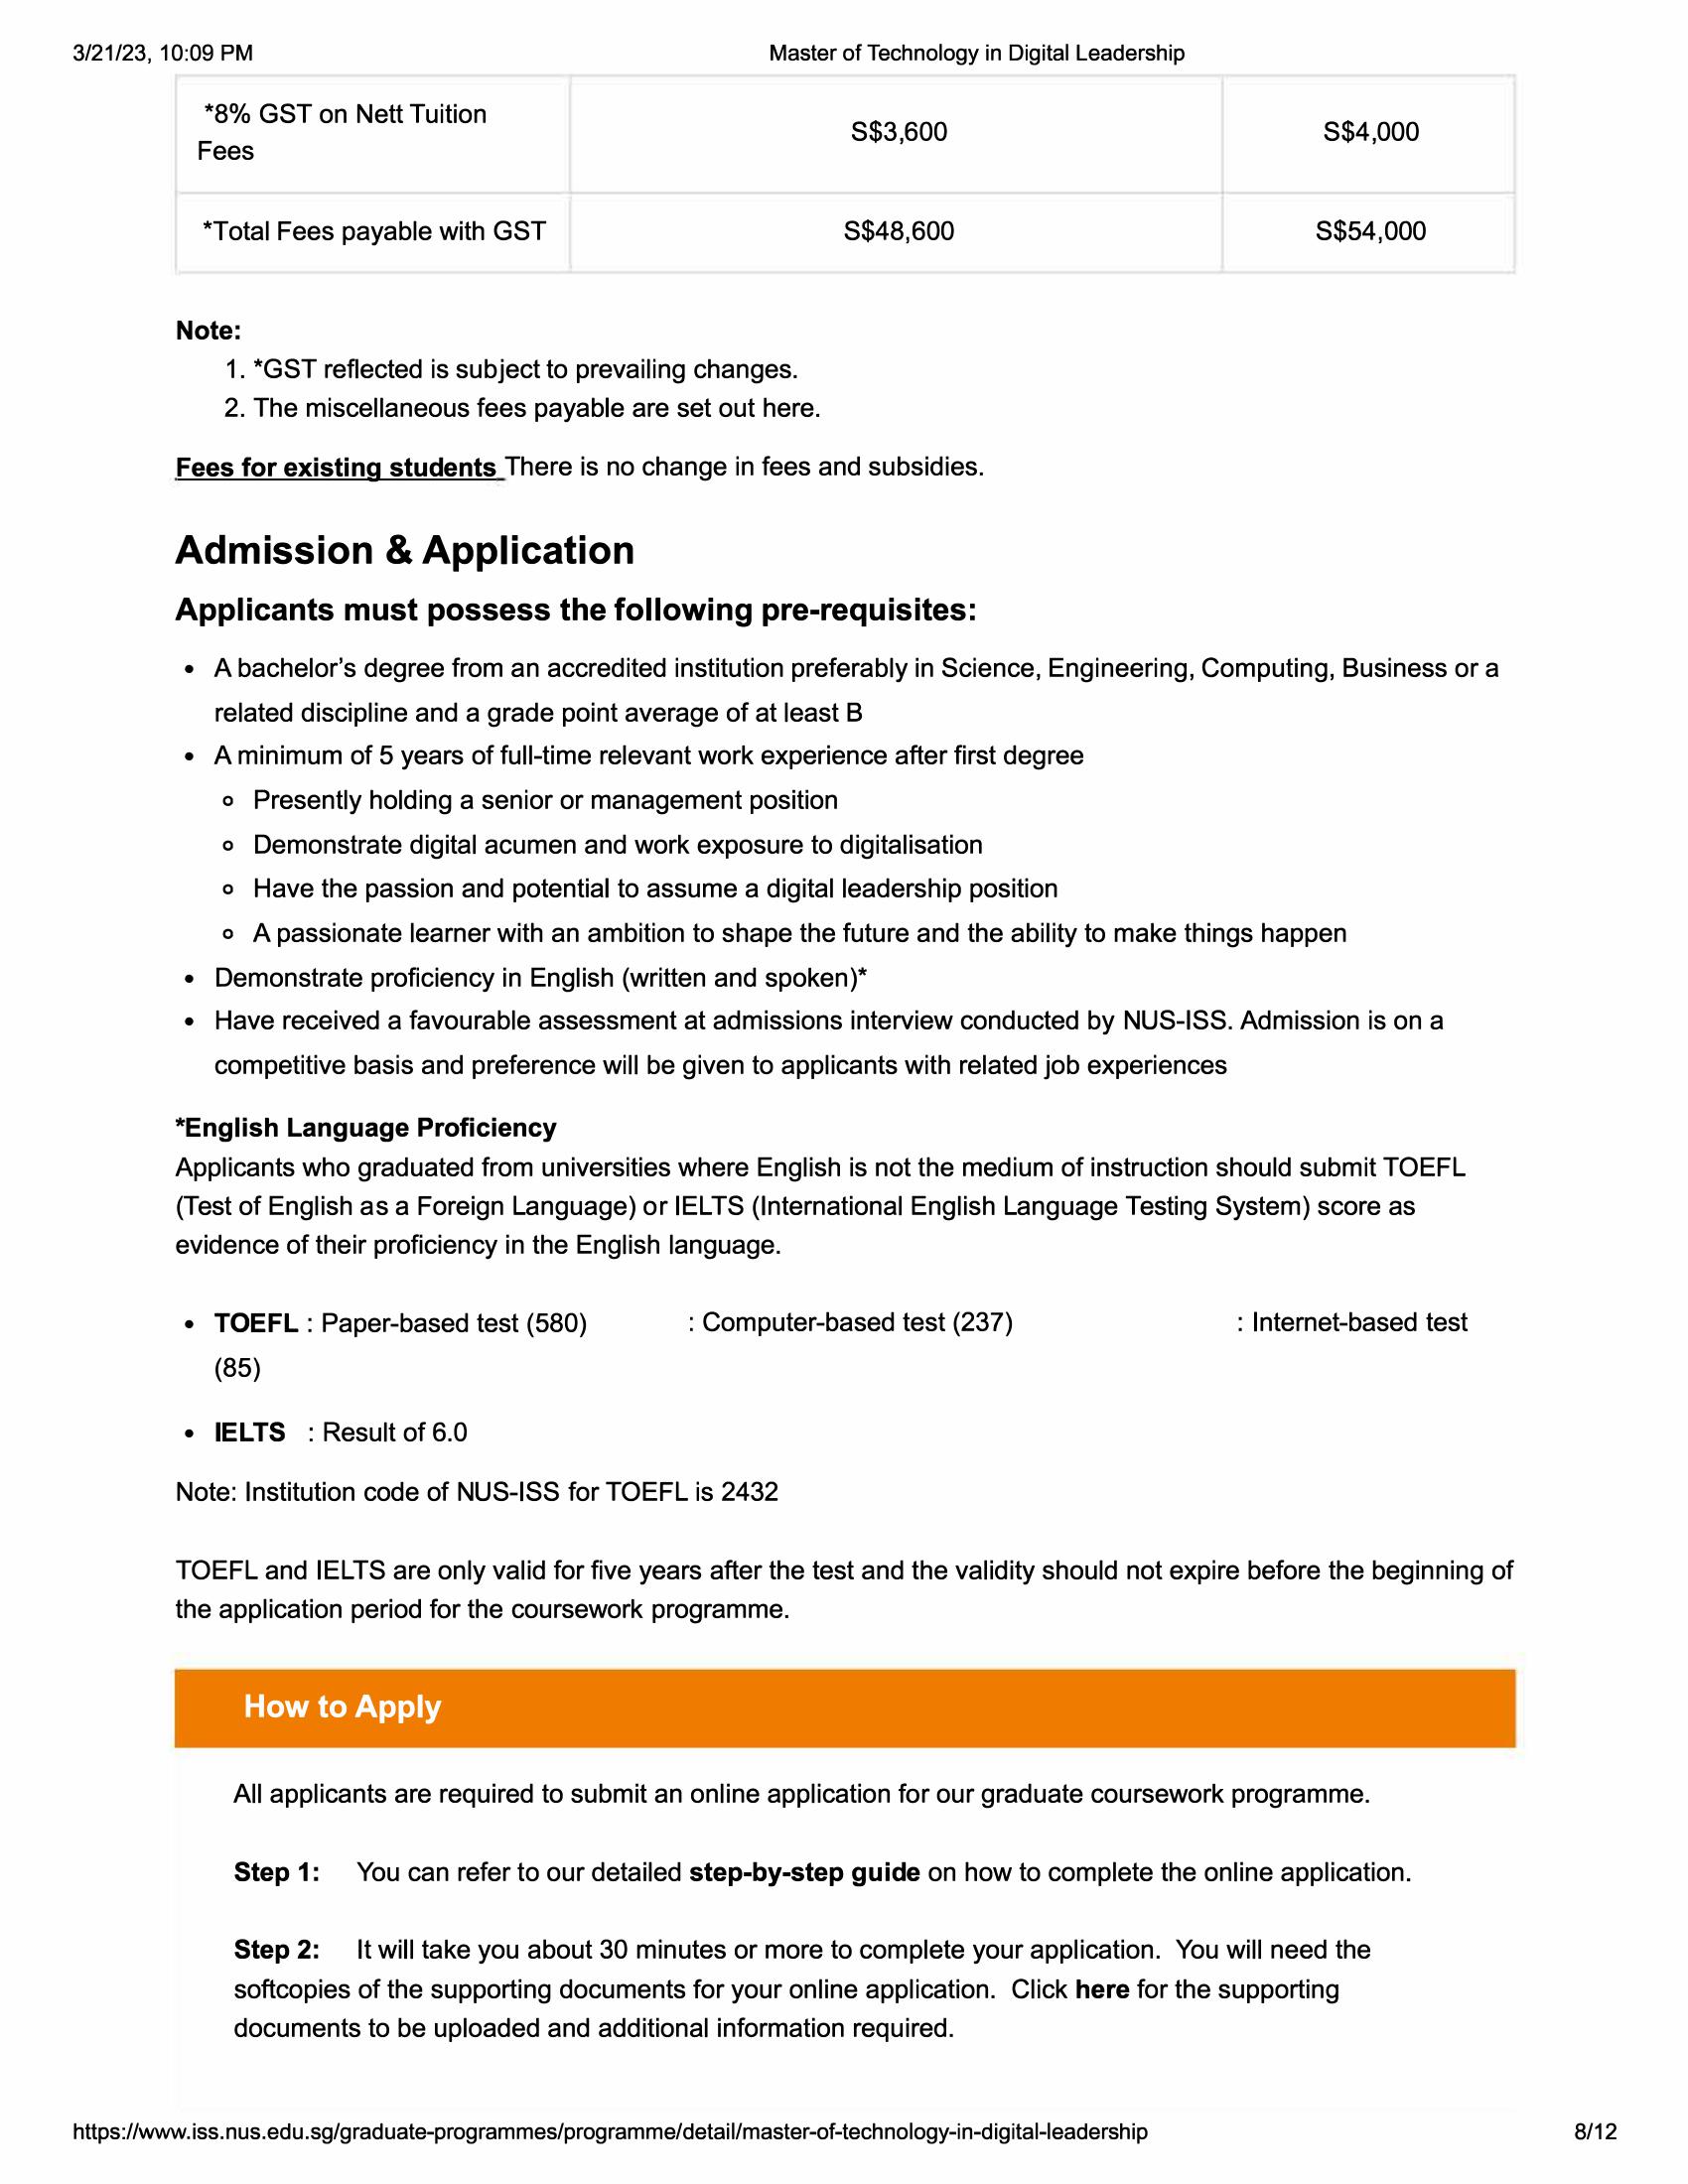 3/21/23, 10:09 PM Master of Technology in Digital Leadership
*8% GST on Nett Tuition
Fees
S$3,600 S$4,000
*Total Fees payable with GST S$48,600 S$54,000
Note:
1. *GST reflected is subject to prevailing changes.
2. The miscellaneous fees payable are set out here.
Fees for existing students There is no change in fees and subsidies.
Admission & Application
Applicants must possess the following pre-requisites:
• A bachelor’s degree from an accredited institution preferably in Science, Engineering, Computing, Business or a
related discipline and a grade point average of at least B
• A minimum of 5 years of full-time relevant work experience after first degree
◦ Presently holding a senior or management position
◦ Demonstrate digital acumen and work exposure to digitalisation
◦ Have the passion and potential to assume a digital leadership position
◦ A passionate learner with an ambition to shape the future and the ability to make things happen
• Demonstrate proficiency in English (written and spoken)*
• Have received a favourable assessment at admissions interview conducted by NUS-ISS. Admission is on a
competitive basis and preference will be given to applicants with related job experiences
*English Language Proficiency
Applicants who graduated from universities where English is not the medium of instruction should submit TOEFL
(Test of English as a Foreign Language) or IELTS (International English Language Testing System) score as
evidence of their proficiency in the English language.
• TOEFL : Paper-based test (580) : Computer-based test (237) : Internet-based test
(85)
• IELTS : Result of 6.0
Note: Institution code of NUS-ISS for TOEFL is 2432
TOEFL and IELTS are only valid for five years after the test and the validity should not expire before the beginning of
the application period for the coursework programme.
How to Apply
All applicants are required to submit an online application for our graduate coursework programme.
Step 1: You can refer to our detailed step-by-step guide on how to complete the online application.
Step 2: It will take you about 30 minutes or more to complete your application. You will need the
softcopies of the supporting documents for your online application. Click here for the supporting
documents to be uploaded and additional information required.
https://www.iss.nus.edu.sg/graduate-programmes/programme/detail/master-of-technology-in-digital-leadership 8/12